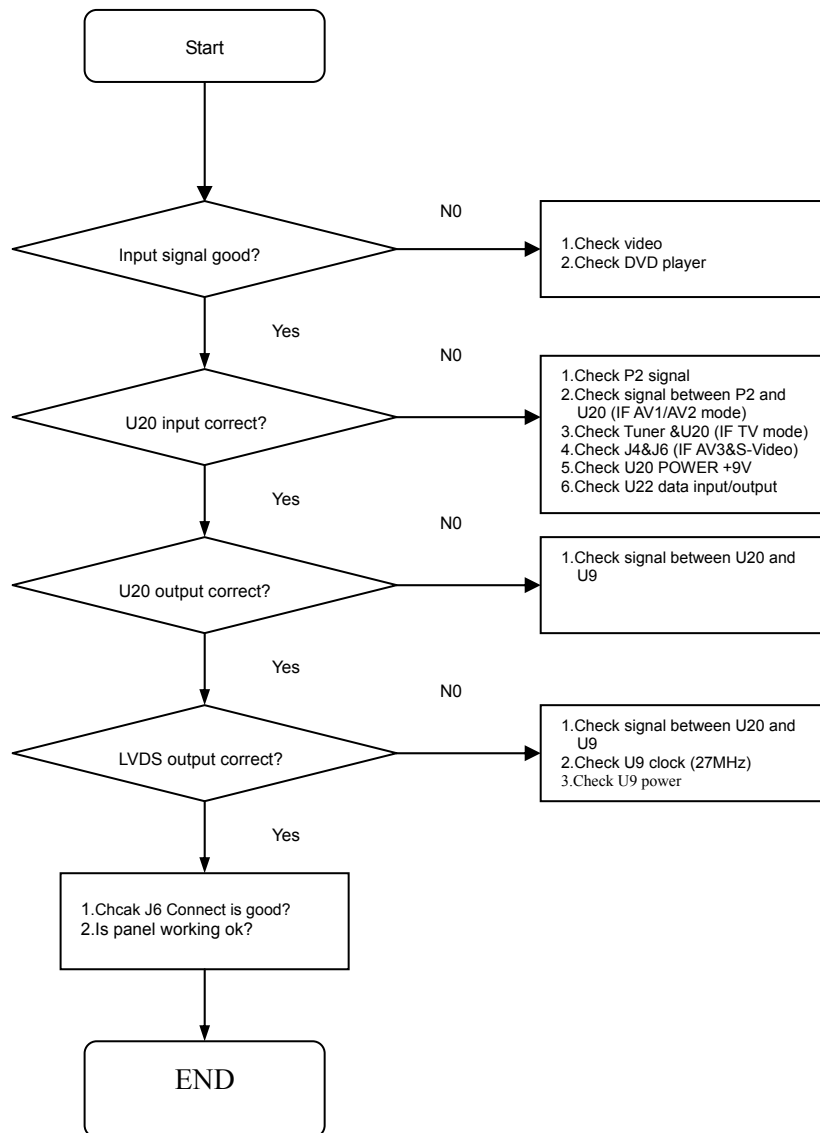 Start
N0
Input signal good?
1.Check video
2.Check DVD player
Yes
N0
U20 input correct?
1.Check P2 signal
2.Check signal between P2 and
U20 (IF AV1/AV2 mode)
3.Check Tuner &U20 (IF TV mode)
4.Check J4&J6 (IF AV3&S-Video)
5.Check U20 POWER +9V
6.Check U22 data input/output
Yes
N0
U20 output correct?
1.Check signal between U20 and
U9
Yes
N0
LVDS output correct?
1.Check signal between U20 and
U9
2.Check U9 clock (27MHz)
3.Check U9 power
Yes
1.Chcak J6 Connect is good?
2.Is panel working ok?
END